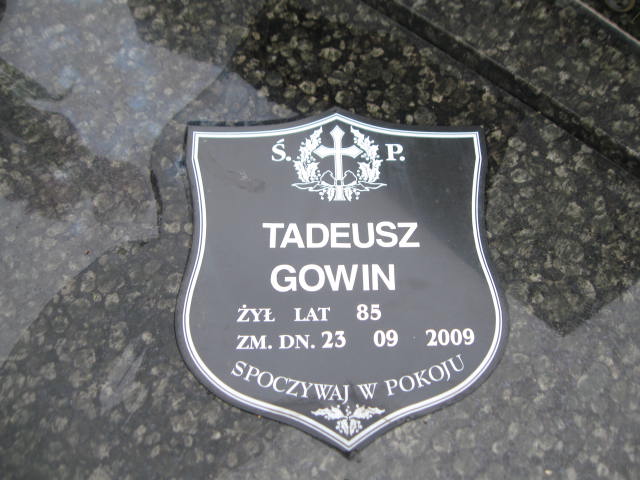 Ś. P.
TADEUSZ
GOWIN
ŻYŁ LAT 85
ZM. DN. 23 09 2009
SPOCZYWAJ W POKOJU